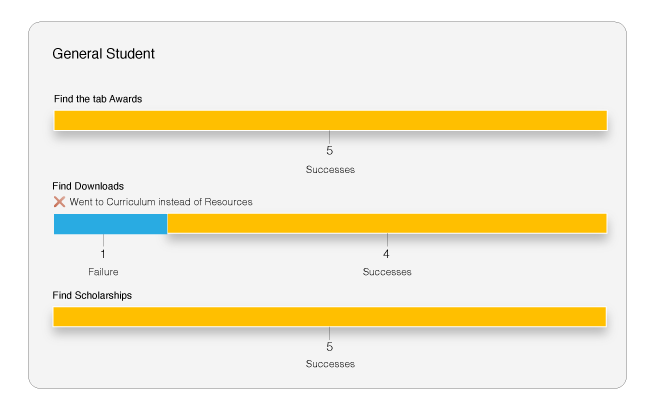 General Student
Find the tab Awards
5
Successes
Find Downloads
❌ Went to Curriculum instead of Resources
1
4
Failure
Successes
Find Scholarships
5
Successes